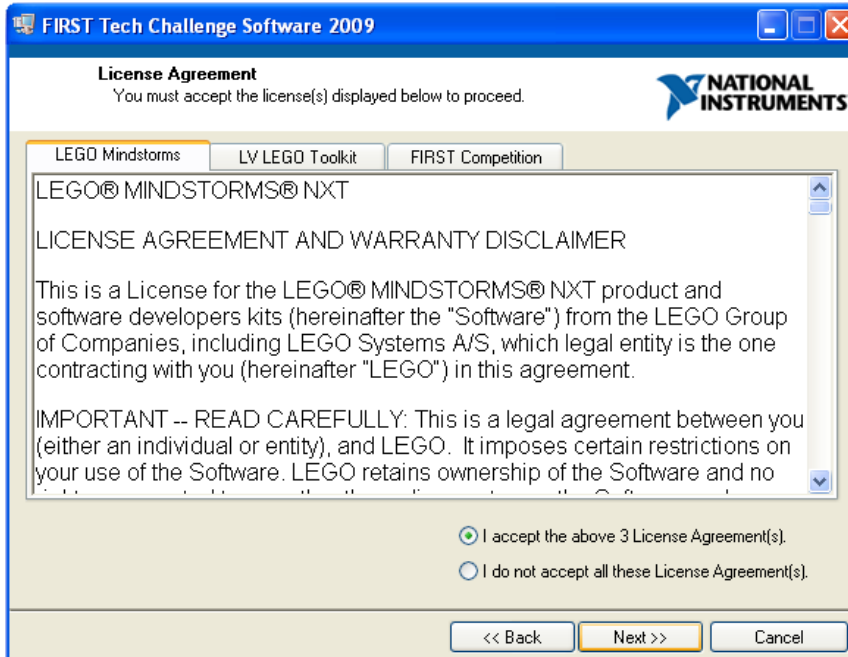 FIRST Tech Challenge Software 2009
License Agreement
You must accept the license(s) displayed below to proceed.
NATIONAL
INSTRUMENTS
LEGO Mindstorms
LV LEGO Toolkit
FIRST Competition
LEGO® MINDSTORMS® NXT
LICENSE AGREEMENT AND WARRANTY DISCLAIMER
This is a License for the LEGO® MINDSTORMS® NXT product and
software developers kits (hereinafter the "Software") from the LEGO Group
of Companies, including LEGO Systems A/S, which legal entity is the one
contracting with you (hereinafter "LEGO") in this agreement.
IMPORTANT -- READ CAREFULLY: This is a legal agreement between you
(either an individual or entity), and LEGO.  It imposes certain restrictions on
your use of the Software. LEGO retains ownership of the Software and no
I accept the above 3 License Agreement(s).
I do not accept all these License Agreement(s).
<< Back
Next >>
Cancel